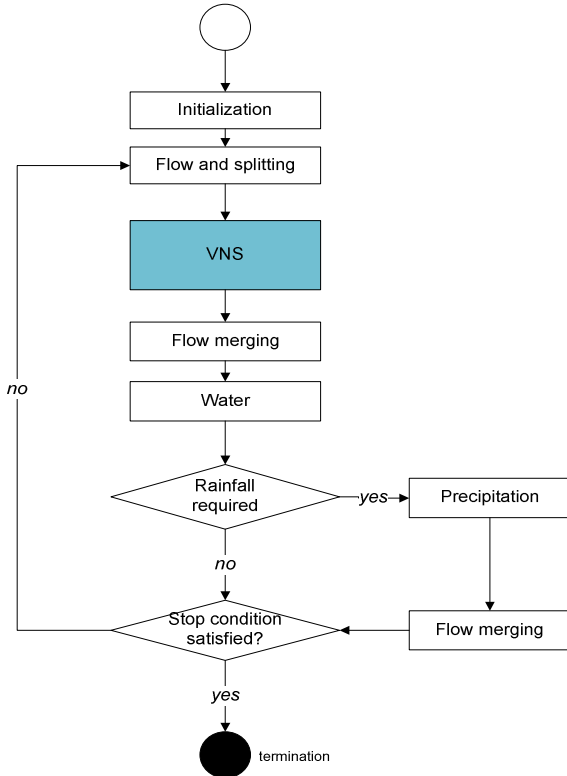 Initialization
Flow and splitting
VNS
Flow merging
no
Water
Rainfall
required
yes
Precipitation
no
Stop condition
satisfied?
Flow merging
yes
termination